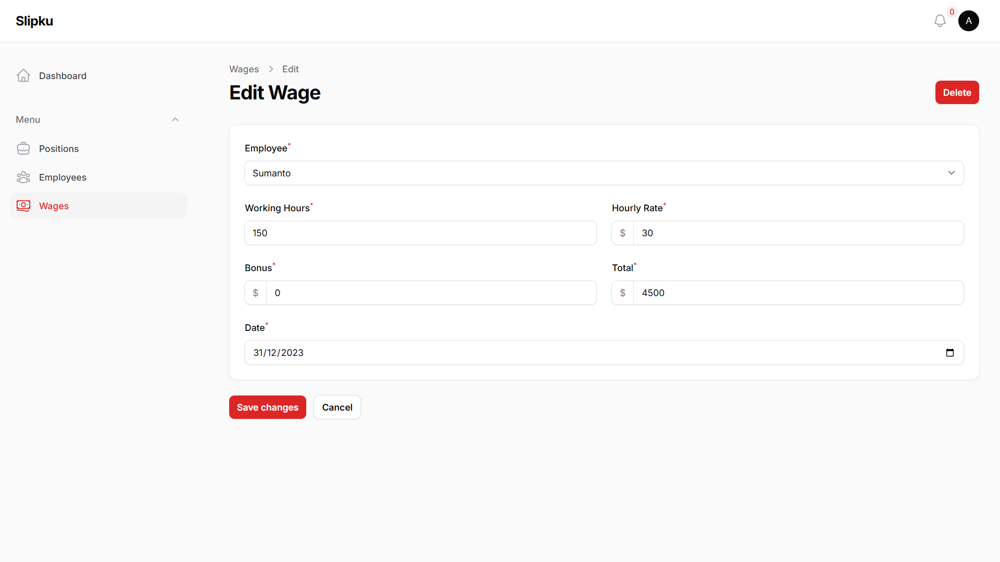 Slipku
0
A
Dashboard
Menu
Positions
Employees
Wages
Wages > Edit
Edit Wage
Delete
Employee*
Sumanto
Working Hours*
Hourly Rate*
150
$ 30
Bonus*
Total*
$ 0
$ 4500
Date*
31/12/2023
Save changes
Cancel